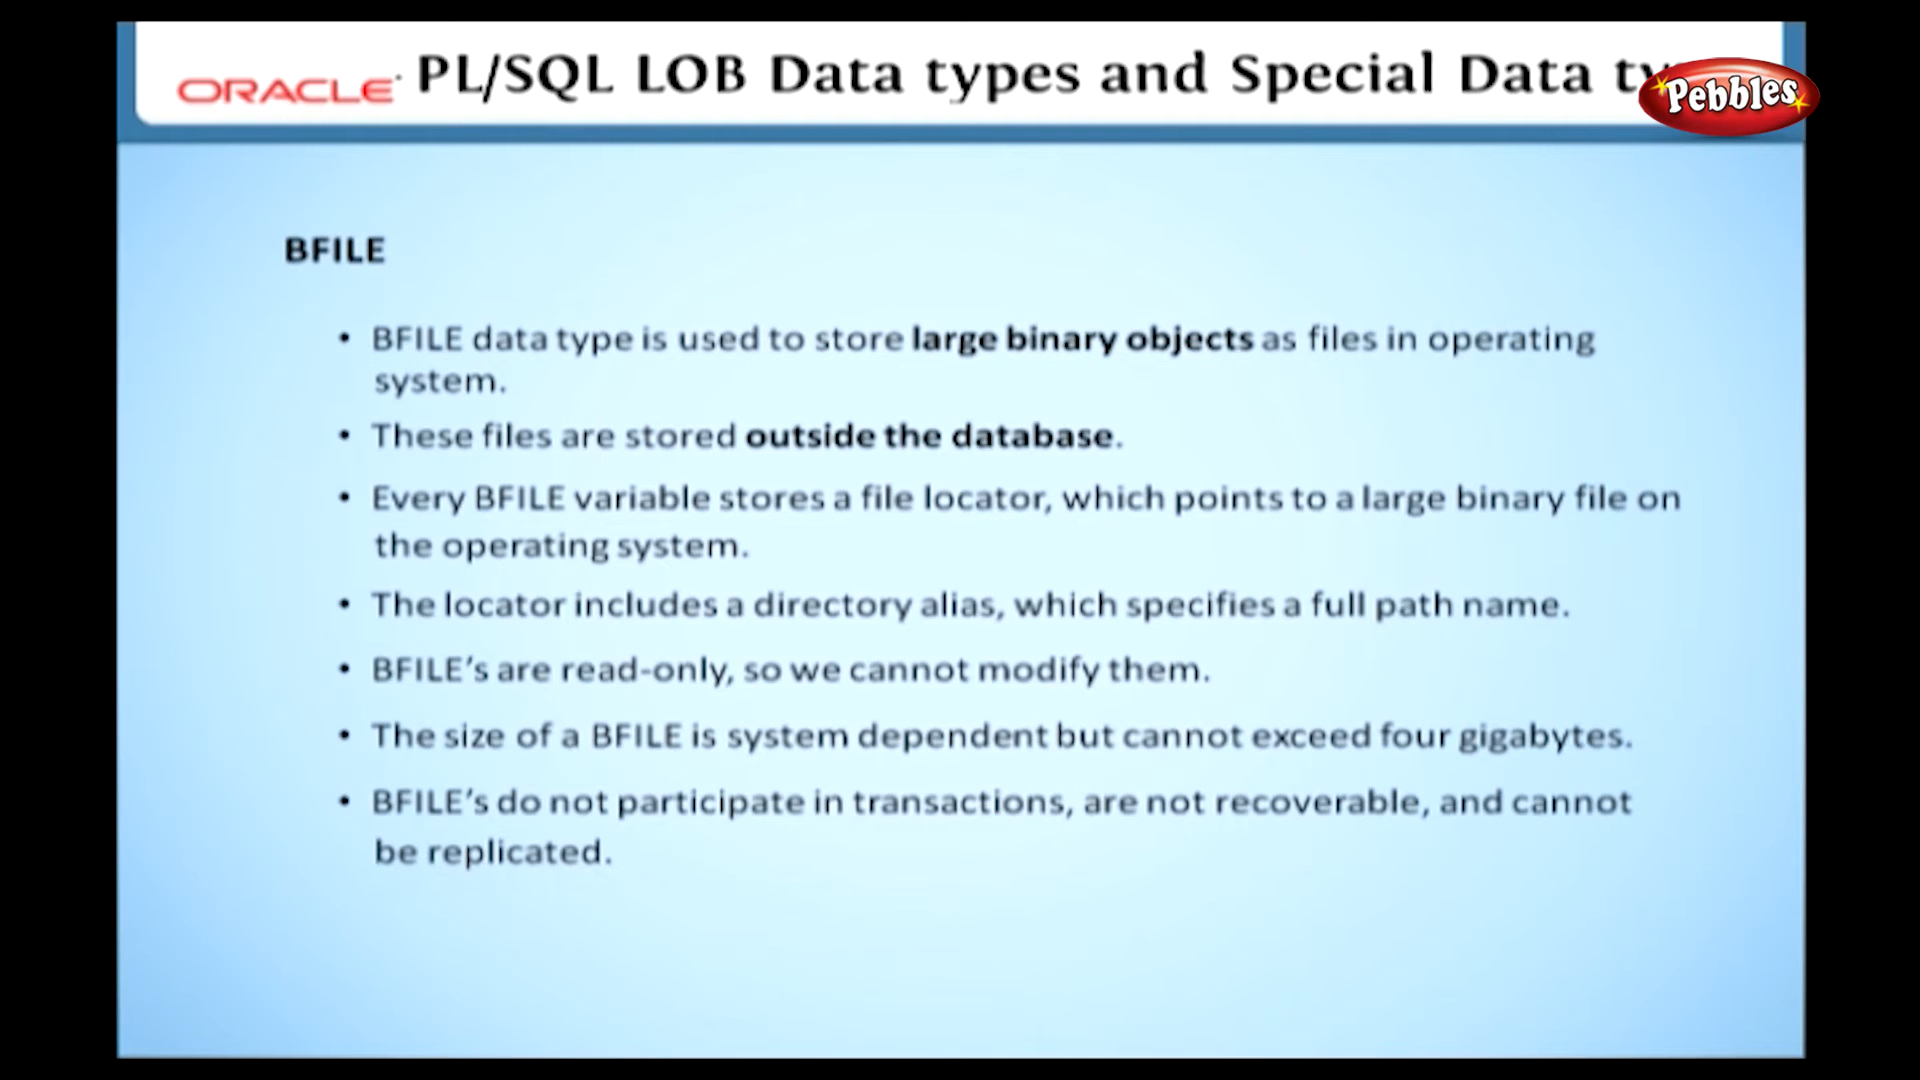 ORACLE PL/SQL LOB Data types and Special Data ty
Pebbles
BFILE
• BFILE data type is used to store large binary objects as files in operating
system.
• These files are stored outside the database.
• Every BFILE variable stores a file locator, which points to a large binary file on
the operating system.
• The locator includes a directory alias, which specifies a full path name.
• BFILE’s are read-only, so we cannot modify them.
• The size of a BFILE is system dependent but cannot exceed four gigabytes.
• BFILE’s do not participate in transactions, are not recoverable, and cannot
be replicated.